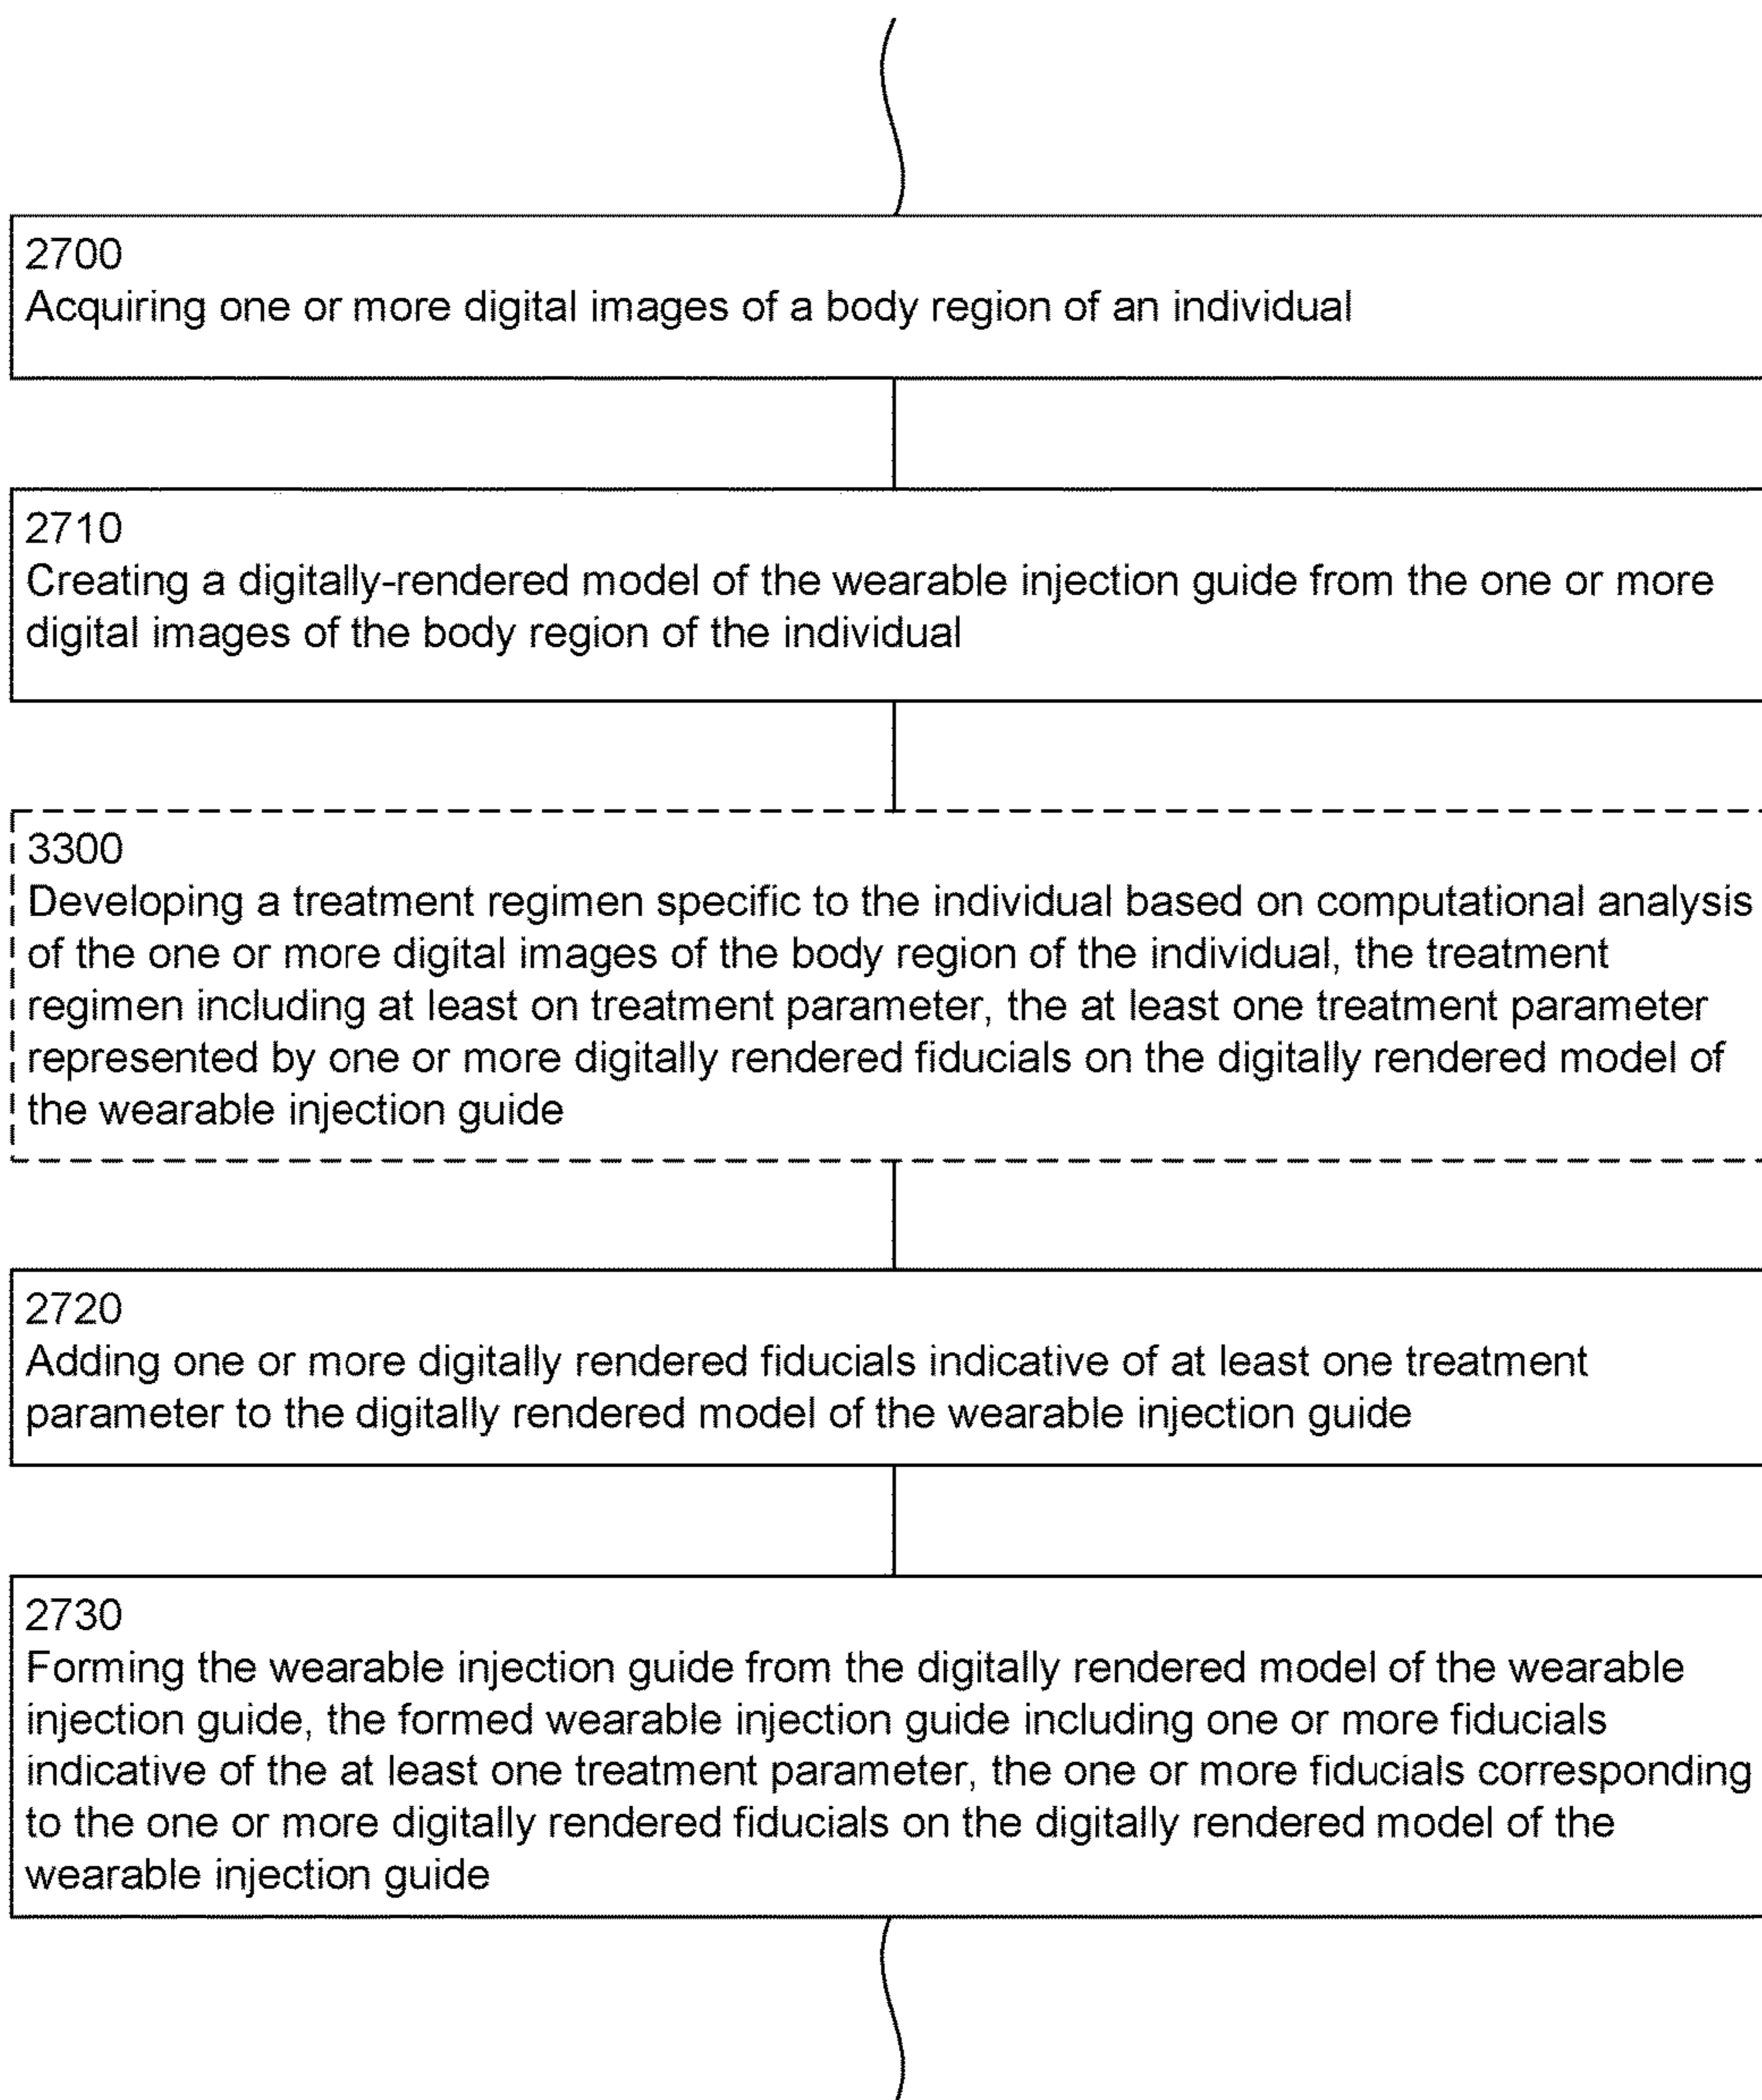 2700
Acquiring one or more digital images of a body region of an individual
2710
Creating a digitally-rendered model of the wearable injection guide from the one or more
digital images of the body region of the individual
3300
Developing a treatment regimen specific to the individual based on computational analysis
of the one or more digital images of the body region of the individual, the treatment
regimen including at least on treatment parameter, the at least one treatment parameter
represented by one or more digitally rendered fiducials on the digitally rendered model of
the wearable injection guide
2720
Adding one or more digitally rendered fiducials indicative of at least one treatment
parameter to the digitally rendered model of the wearable injection guide
2730
Forming the wearable injection guide from the digitally rendered model of the wearable
injection guide, the formed wearable injection guide including one or more fiducials
indicative of the at least one treatment parameter, the one or more fiducials corresponding
to the one or more digitally rendered fiducials on the digitally rendered model of the
wearable injection guide